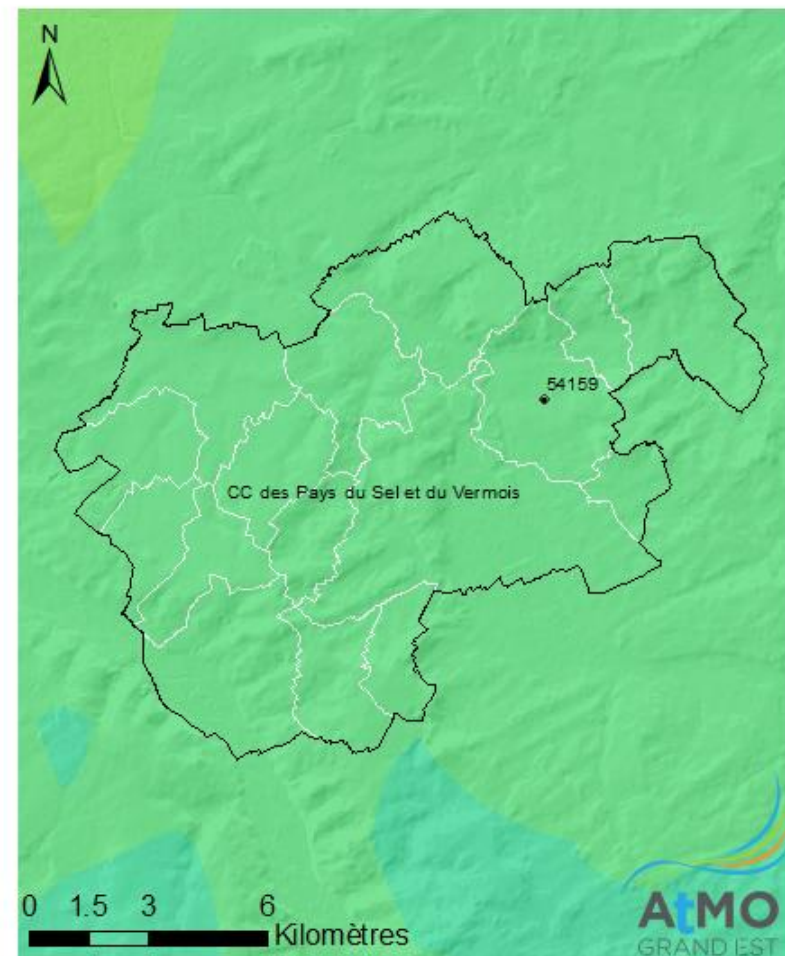 N
54159
CC des Pays du Sel et du Vermois
0 1.5 3 6
Kilomètres
AtMO
GRAND EST